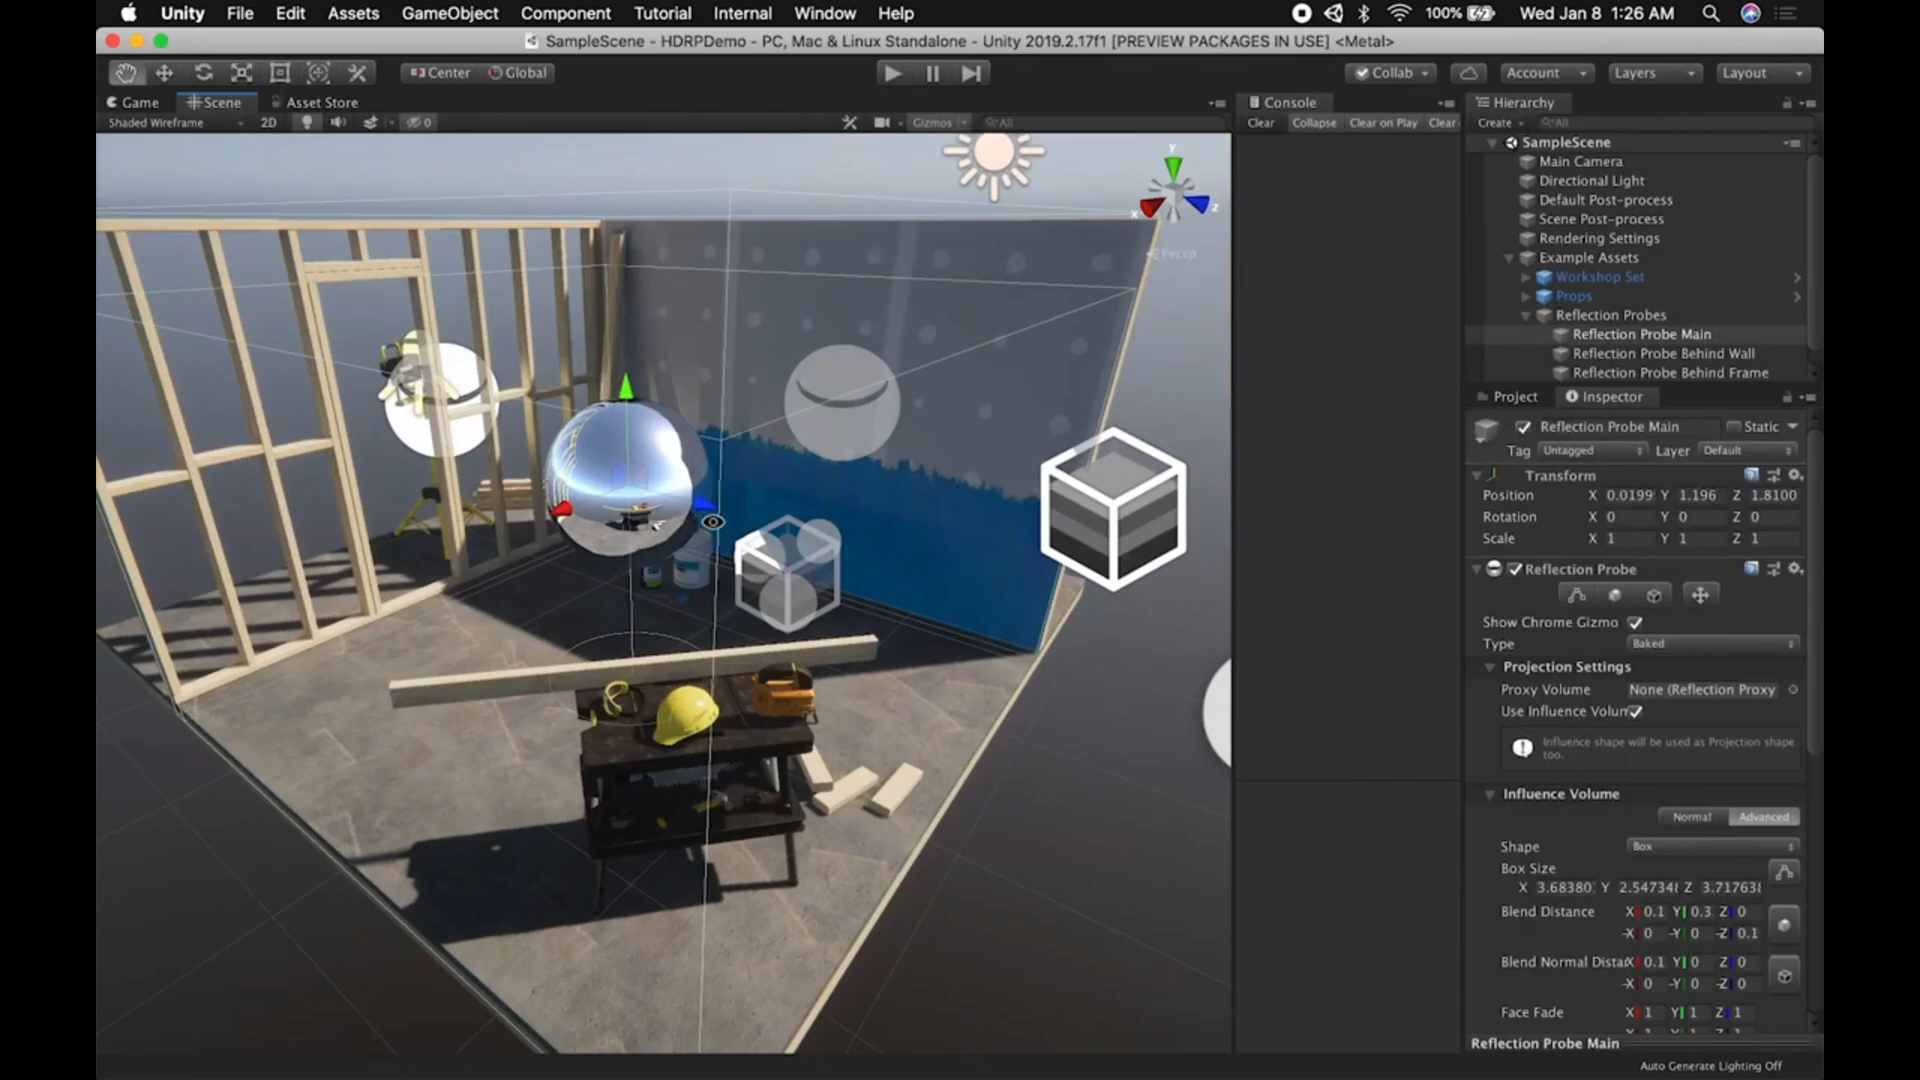 Unity File Edit Assets GameObject Component Tutorial Internal Window Help 100% Wed Jan 8 1:26 AM
SampleScene - HDRPDemo - PC, Mac & Linux Standalone - Unity 2019.2.17f1 [PREVIEW PACKAGES IN USE] <Metal>
Center Global Collab Account Layers Layout
Game Scene Asset Store Console Hierarchy
Shaded Wireframe 2D 0 Gizmos All Clear Collapse Clear on Play Clear Create All
SampleScene
Main Camera
Directional Light
Default Post-process
Scene Post-process
Rendering Settings
Example Assets
Workshop Set
Props
Reflection Probes
Reflection Probe Main
Reflection Probe Behind Wall
Reflection Probe Behind Frame
y
x
z
Persp
Project Inspector
Reflection Probe Main Static
Tag Untagged Layer Default
Transform
Position X 0.0199 Y 1.196 Z 1.8100
Rotation X 0 Y 0 Z 0
Scale X 1 Y 1 Z 1
Reflection Probe
Show Chrome Gizmo
Type Baked
Projection Settings
Proxy Volume None (Reflection Proxy
Use Influence Volum
Influence shape will be used as Projection shape
too.
Influence Volume
Normal Advanced
Shape Box
Box Size
X 3.68380 Y 2.54734 Z 3.71763
Blend Distance X 0.1 Y 0.3 Z 0
-X 0 -Y 0 -Z 0.1
Blend Normal Dista X 0.1 Y 0 Z 0
-X 0 -Y 0 -Z 0
Face Fade X 1 Y 1 Z 1
Reflection Probe Main
Auto Generate Lighting Off